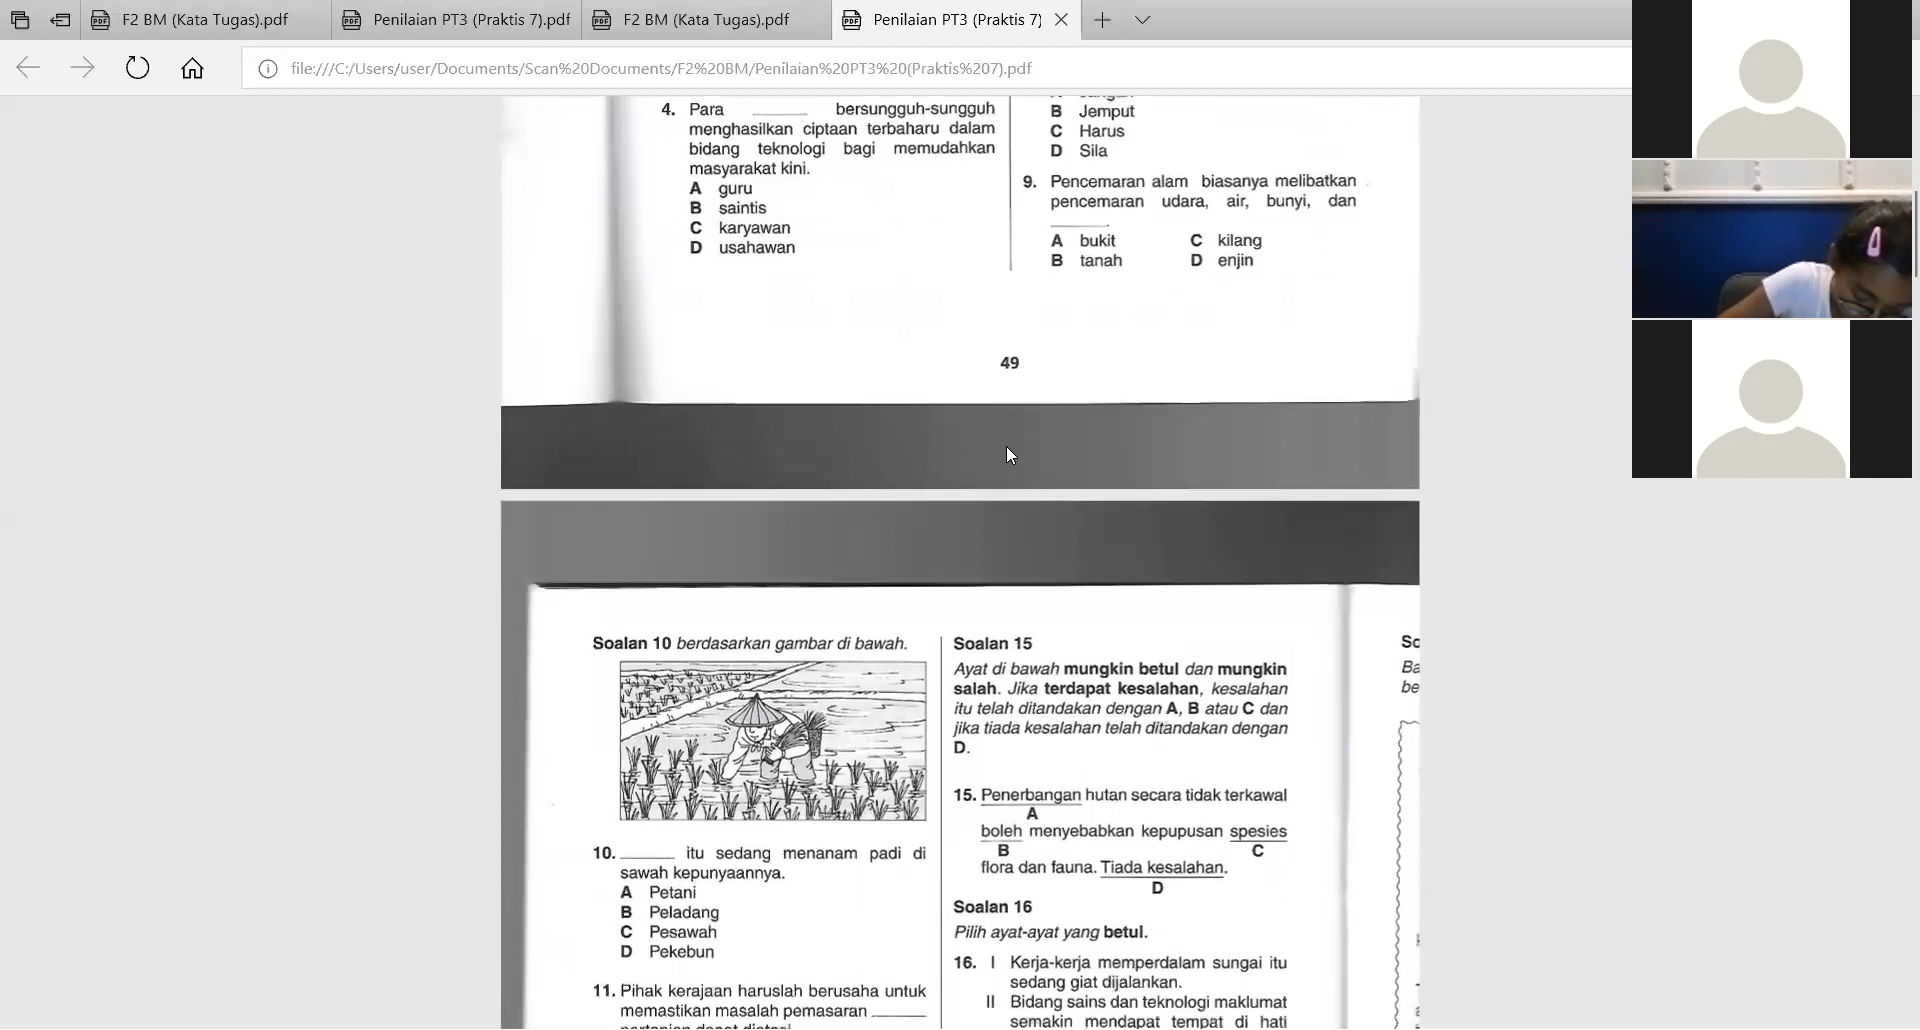 F2 BM (Kata Tugas).pdf
Penilaian PT3 (Praktis 7).pdf
F2 BM (Kata Tugas).pdf
Penilaian PT3 (Praktis 7)
file:///C:/Users/user/Documents/Scan%20Documents/F2%20BM/Penilaian%20PT3%20(Praktis%207).pdf
4. Para ______ bersungguh-sungguh
menghasilkan ciptaan terbaharu dalam
bidang teknologi bagi memudahkan
masyarakat kini.
A guru
B saintis
C karyawan
D usahawan
B Jemput
C Harus
D Sila
9. Pencemaran alam biasanya melibatkan
pencemaran udara, air, bunyi, dan
______.
A bukit C kilang
B tanah D enjin
49
Soalan 10 berdasarkan gambar di bawah.
10. ______ itu sedang menanam padi di
sawah kepunyaannya.
A Petani
B Peladang
C Pesawah
D Pekebun
11. Pihak kerajaan haruslah berusaha untuk
memastikan masalah pemasaran ______
Soalan 15
Ayat di bawah mungkin betul dan mungkin
salah. Jika terdapat kesalahan, kesalahan
itu telah ditandakan dengan A, B atau C dan
jika tiada kesalahan telah ditandakan dengan
D.
15. Penerbangan hutan secara tidak terkawal
A
boleh menyebabkan kepupusan spesies
B C
flora dan fauna. Tiada kesalahan.
D
Soalan 16
Pilih ayat-ayat yang betul.
16. I Kerja-kerja memperdalam sungai itu
sedang giat dijalankan.
II Bidang sains dan teknologi maklumat
semakin mendapat tempat di hati
So
Ba
be